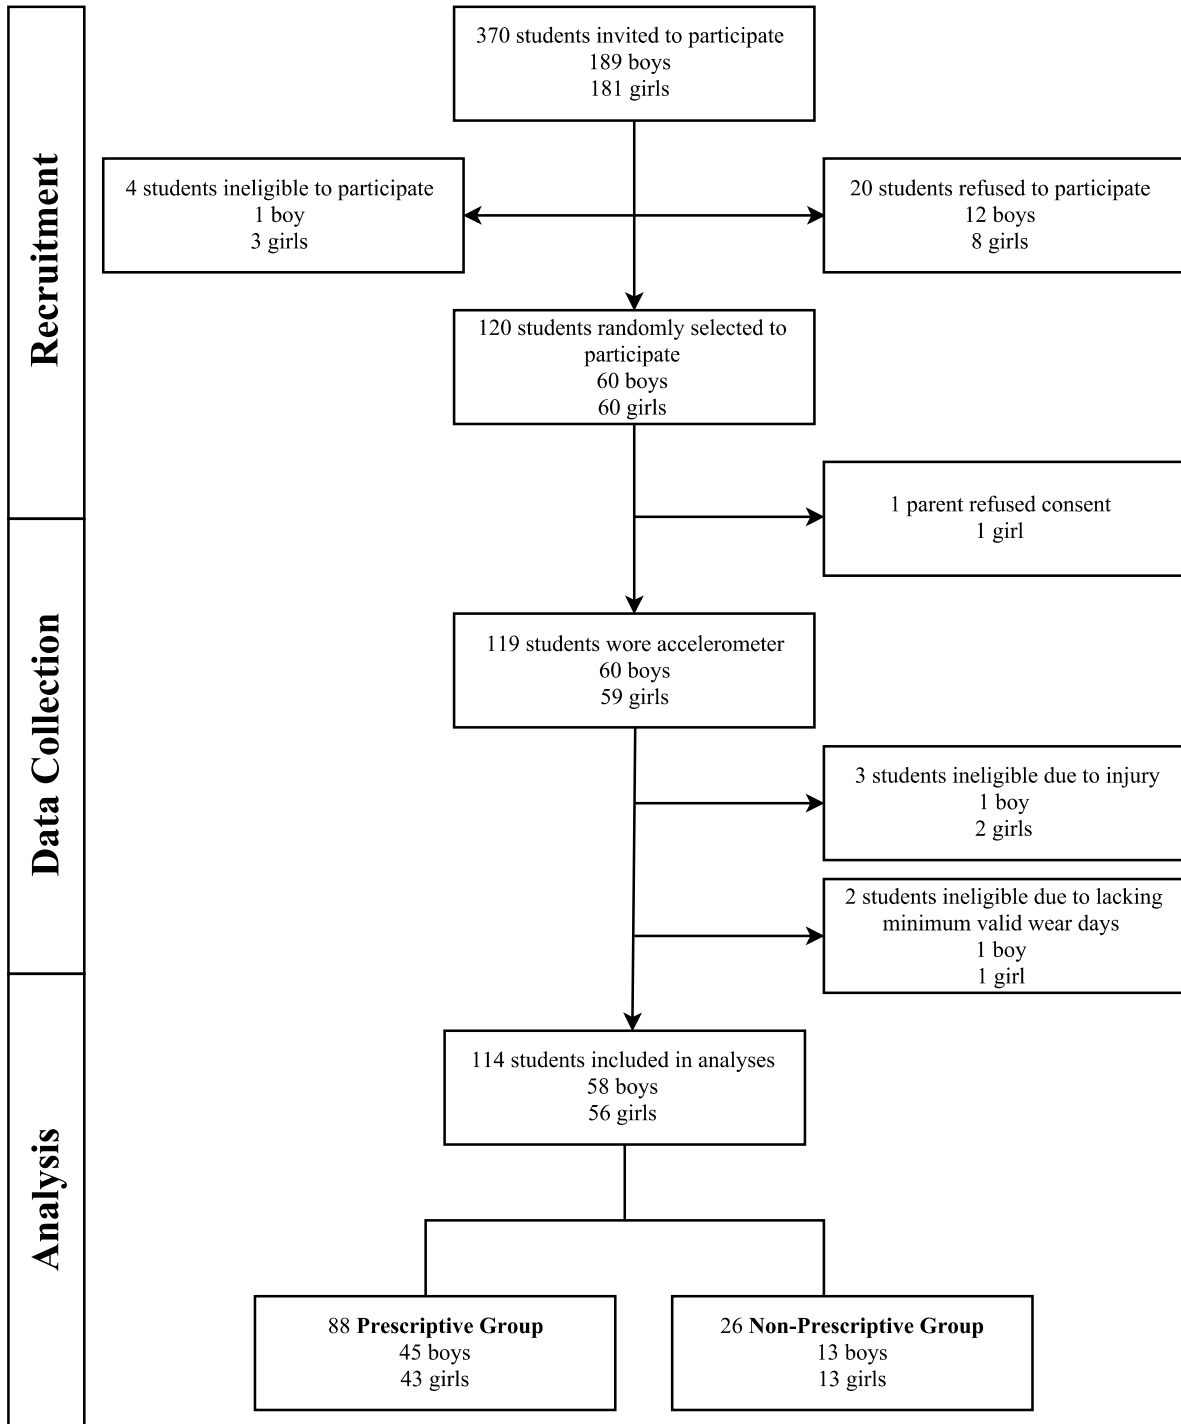 Recruitment
370 students invited to participate
189 boys
181 girls
4 students ineligible to participate
1 boy
3 girls
20 students refused to participate
12 boys
8 girls
120 students randomly selected to
participate
60 boys
60 girls
1 parent refused consent
1 girl
Data Collection
119 students wore accelerometer
60 boys
59 girls
3 students ineligible due to injury
1 boy
2 girls
2 students ineligible due to lacking
minimum valid wear days
1 boy
1 girl
Analysis
114 students included in analyses
58 boys
56 girls
88 Prescriptive Group
45 boys
43 girls
26 Non-Prescriptive Group
13 boys
13 girls